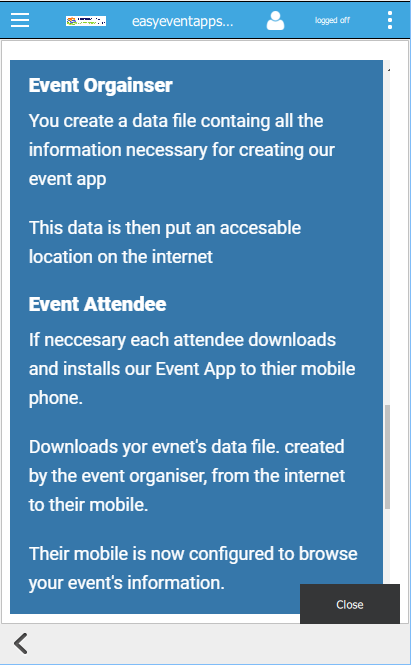 easyeventapps...
logged off
Event Orgainser
You create a data file containg all the
information necessary for creating our
event app
This data is then put an accesable
location on the internet
Event Attendee
If neccesary each attendee downloads
and installs our Event App to thier mobile
phone.
Downloads yor evnet's data file. created
by the event organiser, from the internet
to their mobile.
Their mobile is now configured to browse
your event's information.
Close